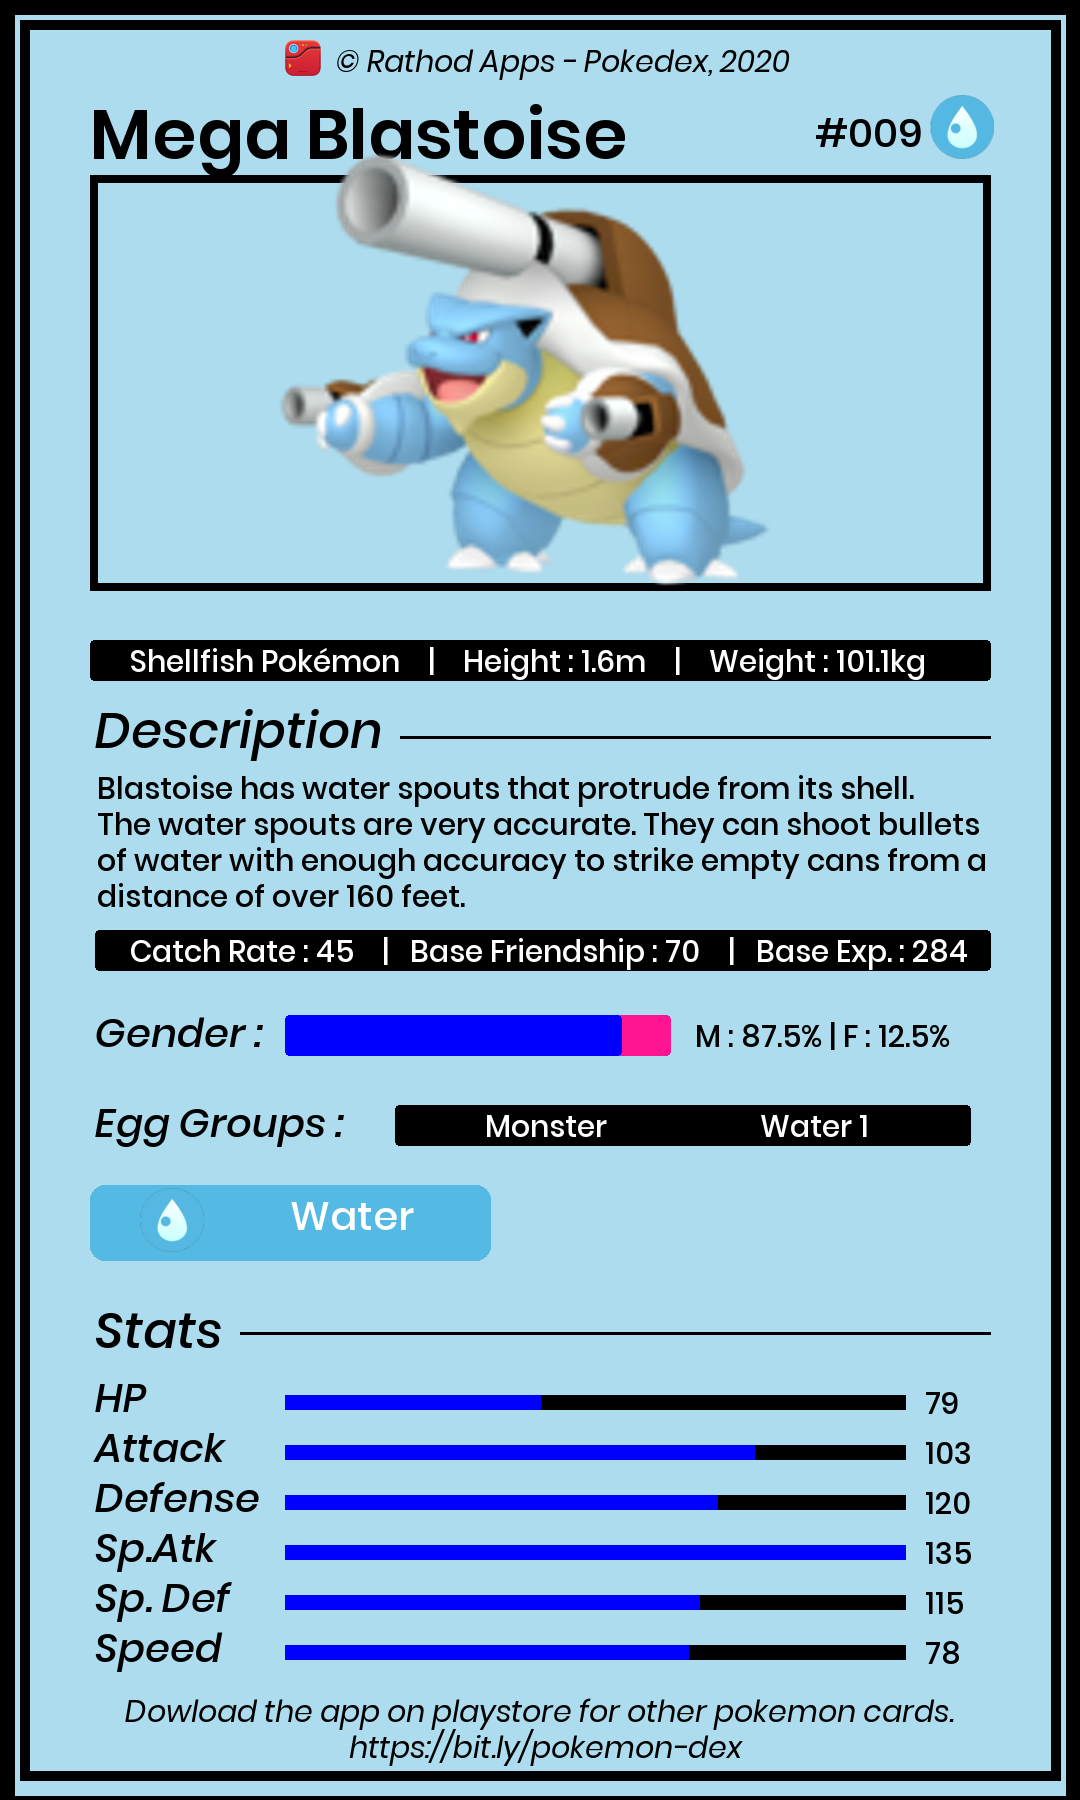 © Rathod Apps - Pokedex, 2020
Mega Blastoise #009
Shellfish Pokémon | Height : 1.6m | Weight : 101.1kg
Description
Blastoise has water spouts that protrude from its shell.
The water spouts are very accurate. They can shoot bullets
of water with enough accuracy to strike empty cans from a
distance of over 160 feet.
Catch Rate : 45 | Base Friendship : 70 | Base Exp. : 284
Gender : M : 87.5% | F : 12.5%
Egg Groups : Monster Water 1
Water
Stats
HP 79
Attack 103
Defense 120
Sp.Atk 135
Sp. Def 115
Speed 78
Dowload the app on playstore for other pokemon cards.
https://bit.ly/pokemon-dex